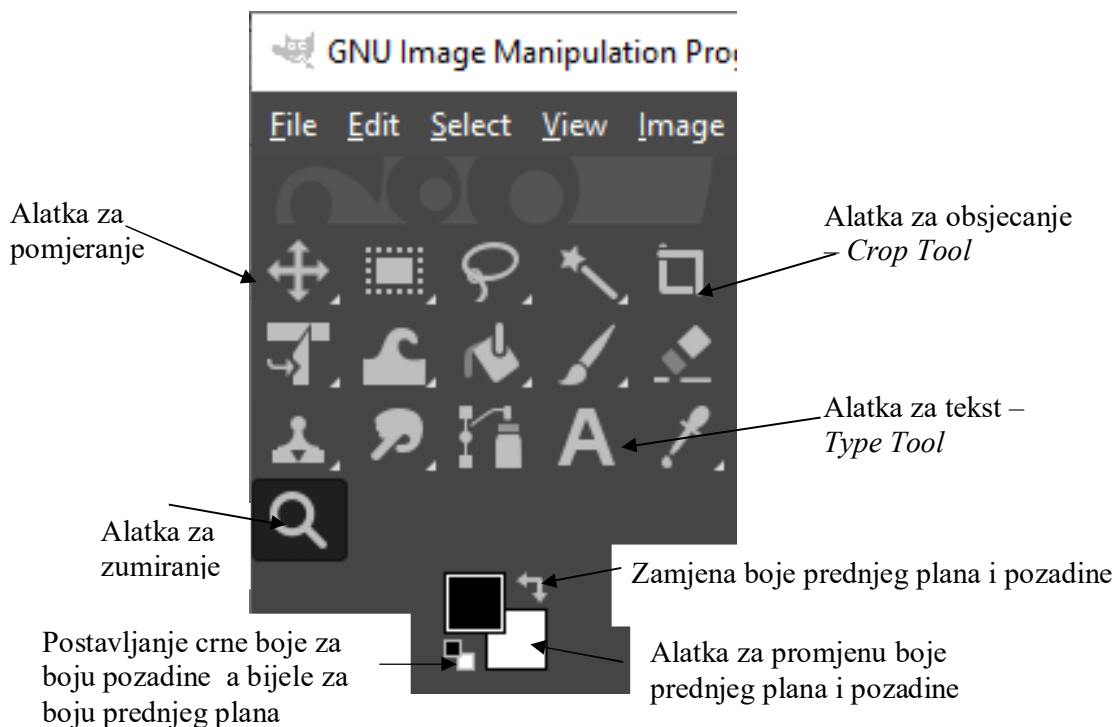 GNU Image Manipulation Prog
File Edit Select View Image
Alatka za
pomjeranje
Alatka za obsjecanje
– Crop Tool
Alatka za tekst –
Type Tool
Alatka za
zumiranje
Zamjena boje prednjeg plana i pozadine
Postavljanje crne boje za
boju pozadine a bijele za
boju prednjeg plana
Alatka za promjenu boje
prednjeg plana i pozadine